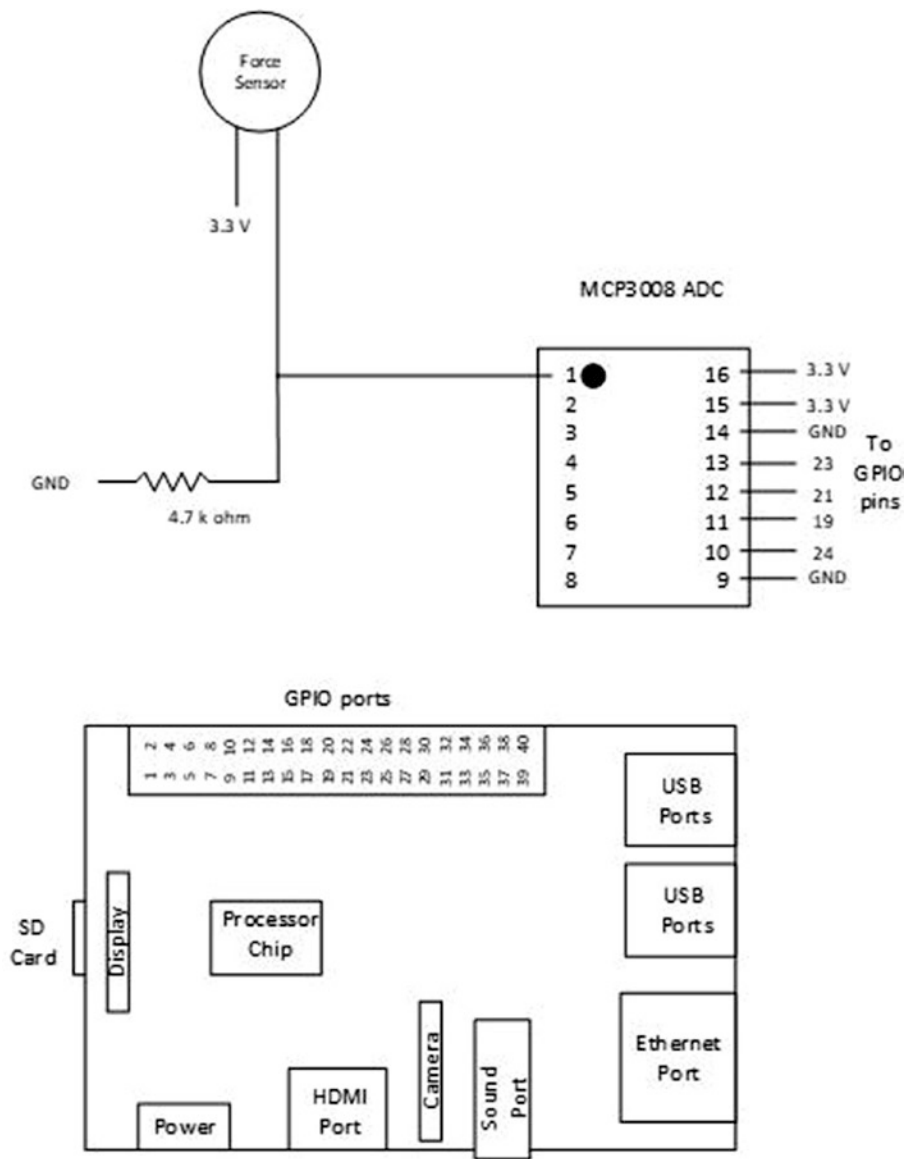 Force
Sensor
3.3 V
MCP3008 ADC
1 16 3.3 V
2 15 3.3 V
3 14 GND
4 13 23
5 12 21
6 11 19
7 10 24
8 9 GND
To
GPIO
pins
GND
4.7 k ohm
GPIO ports
2 4 6 8 10 12 14 16 18 20 22 24 26 28 30 32 34 36 38 40
1 3 5 7 9 11 13 15 17 19 21 23 25 27 29 31 33 35 37 39
USB
Ports
USB
Ports
SD
Card
Display
Processor
Chip
Ethernet
Port
Camera
Sound
Port
HDMI
Port
Power